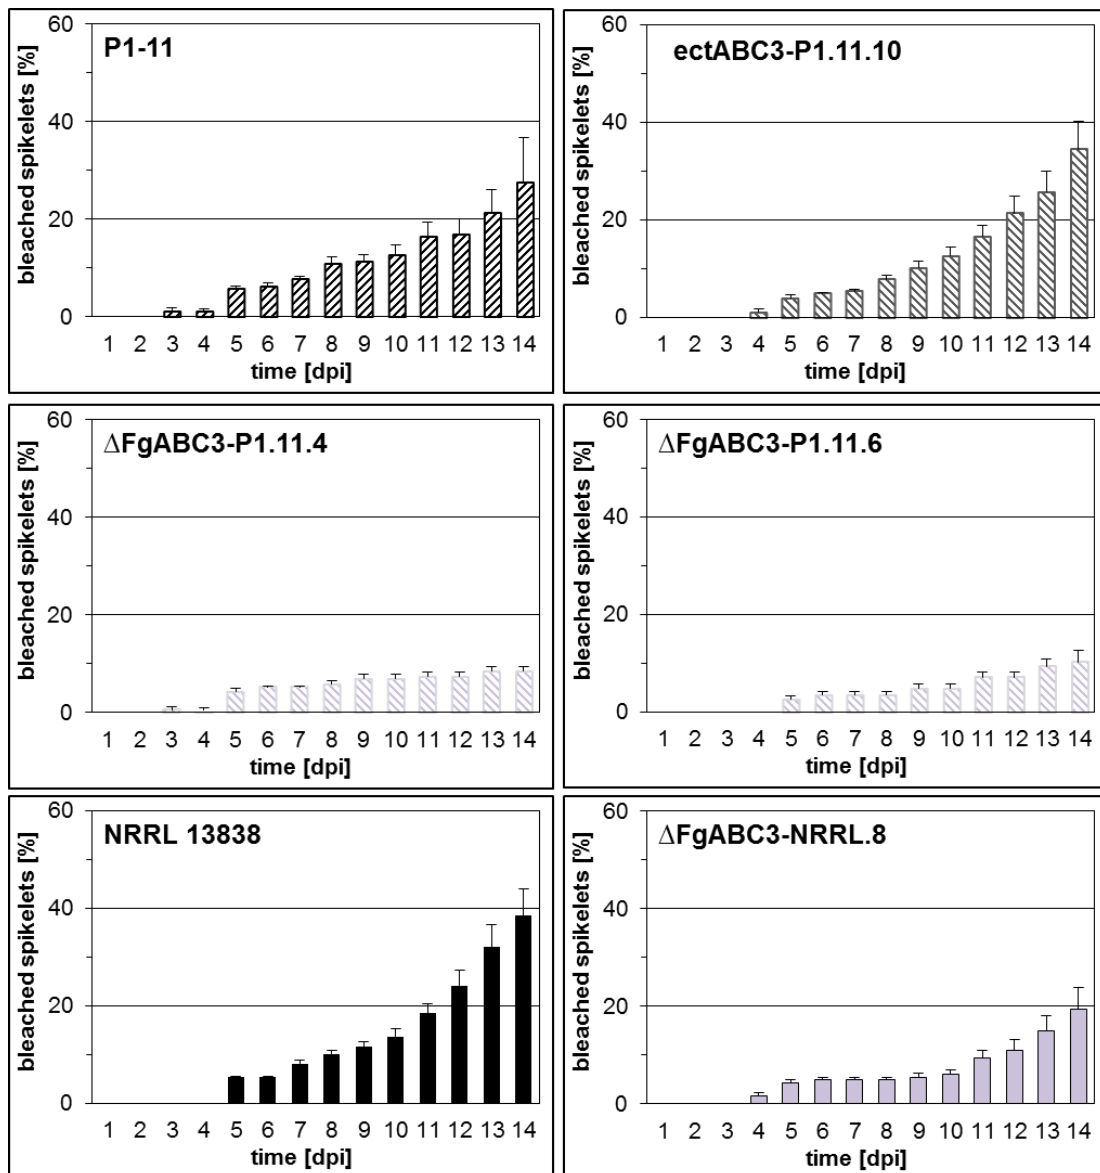 P1-11
bleached spikelets [%]
60
40
20
0
1 2 3 4 5 6 7 8 9 10 11 12 13 14
time [dpi]
ectABC3-P1.11.10
bleached spikelets [%]
60
40
20
0
1 2 3 4 5 6 7 8 9 10 11 12 13 14
time [dpi]
ΔFgABC3-P1.11.4
bleached spikelets [%]
60
40
20
0
1 2 3 4 5 6 7 8 9 10 11 12 13 14
time [dpi]
ΔFgABC3-P1.11.6
bleached spikelets [%]
60
40
20
0
1 2 3 4 5 6 7 8 9 10 11 12 13 14
time [dpi]
NRRL 13838
bleached spikelets [%]
60
40
20
0
1 2 3 4 5 6 7 8 9 10 11 12 13 14
time [dpi]
ΔFgABC3-NRRL.8
bleached spikelets [%]
60
40
20
0
1 2 3 4 5 6 7 8 9 10 11 12 13 14
time [dpi]